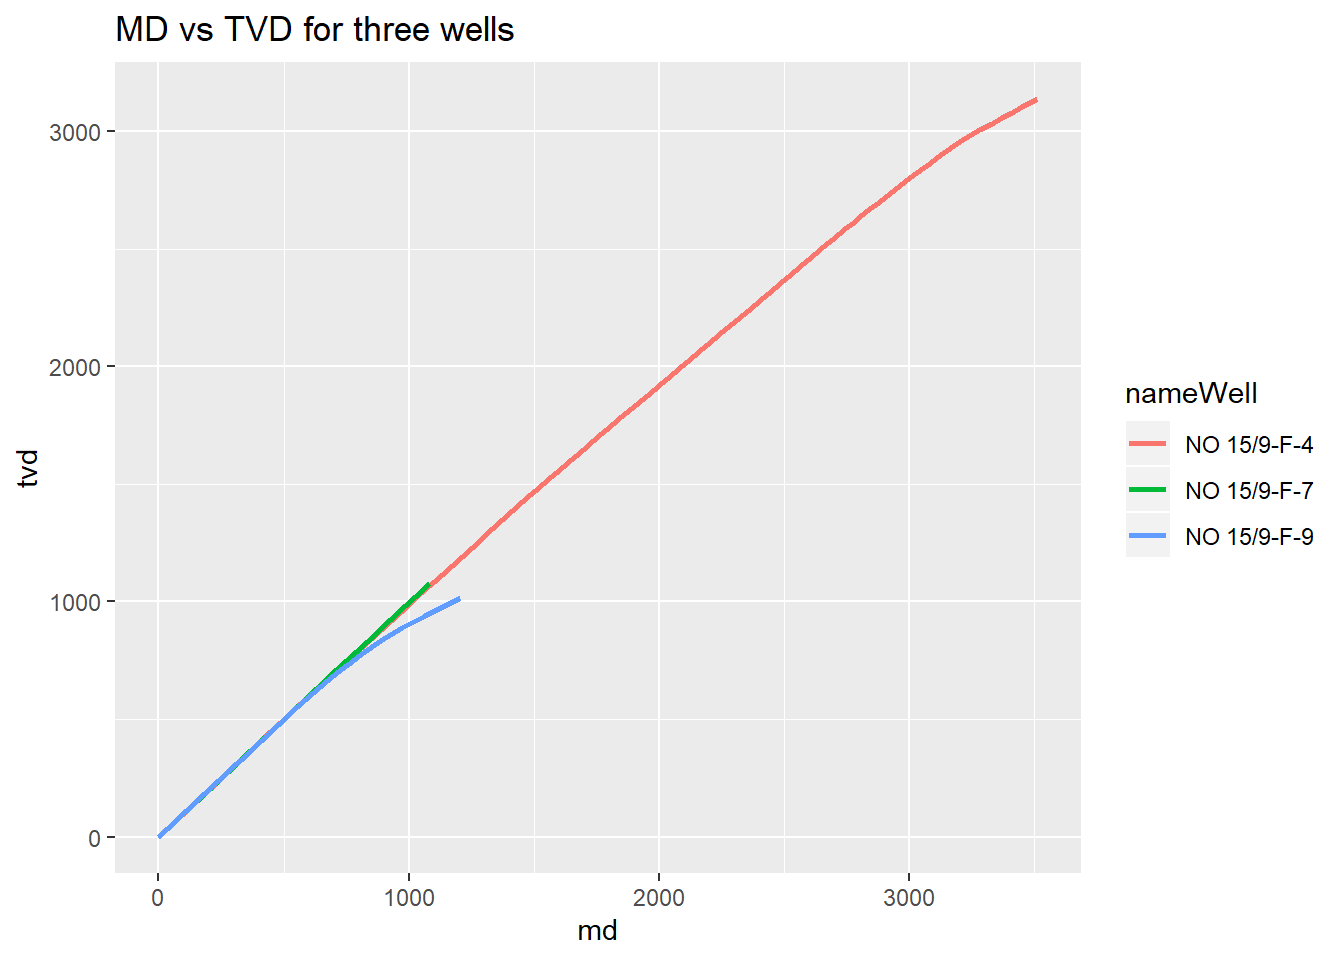 MD vs TVD for three wells
3000
2000
1000
0
tvd
0 1000 2000 3000
md
nameWell
NO 15/9-F-4
NO 15/9-F-7
NO 15/9-F-9